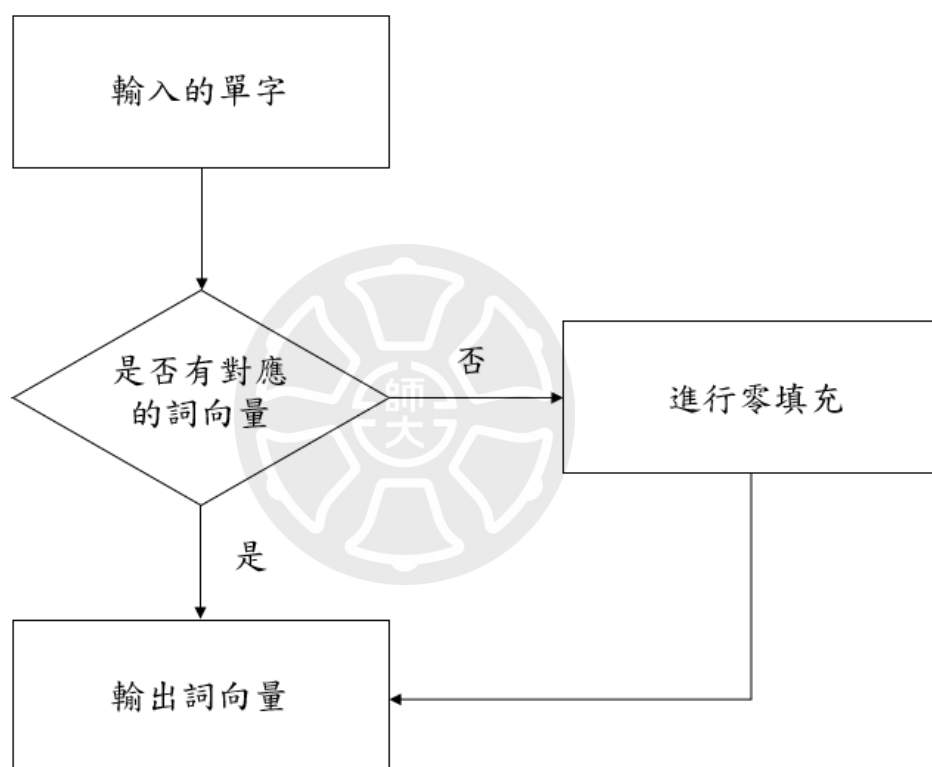 輸入的單字
是否有對應
的詞向量
否
進行零填充
是
輸出詞向量
師
大